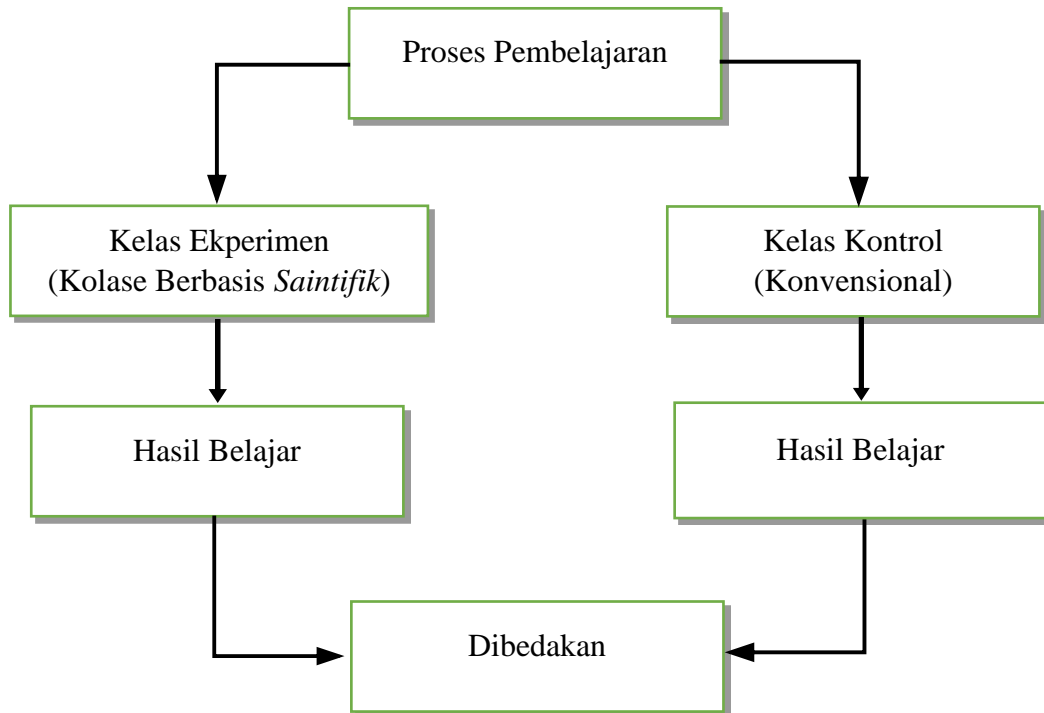 Proses Pembelajaran
Kelas Ekperimen
(Kolase Berbasis Saintifik)
Kelas Kontrol
(Konvensional)
Hasil Belajar
Hasil Belajar
Dibedakan